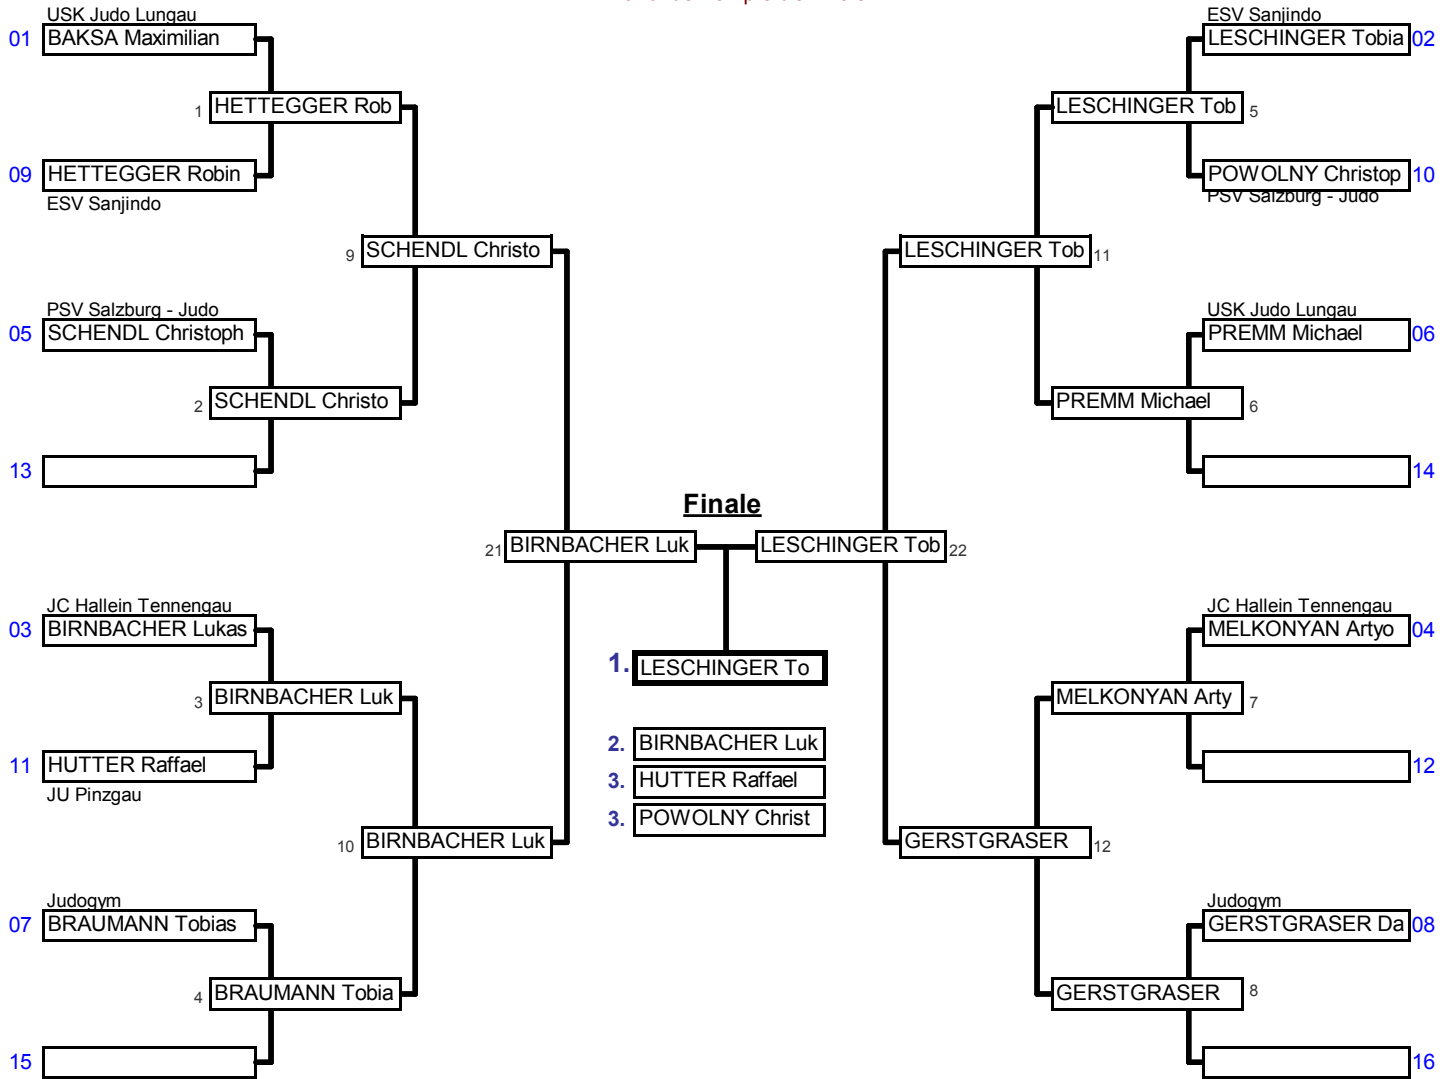 USK Judo Lungau
01 BAKSA Maximilian
1 HETTEGGER Rob
09 HETTEGGER Robin
ESV Sanjindo
9 SCHENDL Christo
PSV Salzburg - Judo
05 SCHENDL Christoph
2 SCHENDL Christo
13
21 BIRNBACHER Luk
JC Hallein Tennengau
03 BIRNBACHER Lukas
3 BIRNBACHER Luk
11 HUTTER Raffael
JU Pinzgau
10 BIRNBACHER Luk
Judogym
07 BRAUMANN Tobias
4 BRAUMANN Tobia
15
Finale
1. LESCHINGER To
2. BIRNBACHER Luk
3. HUTTER Raffael
3. POWOLNY Christ
ESV Sanjindo
LESCHINGER Tobia 02
LESCHINGER Tob 5
POWOLNY Christop 10
PSV Salzburg - Judo
LESCHINGER Tob 11
USK Judo Lungau
PREMM Michael 06
PREMM Michael 6
14
LESCHINGER Tob 22
JC Hallein Tennengau
MELKONYAN Artyo 04
MELKONYAN Arty 7
12
GERSTGRASER 12
Judogym
GERSTGRASER Da 08
GERSTGRASER 8
16